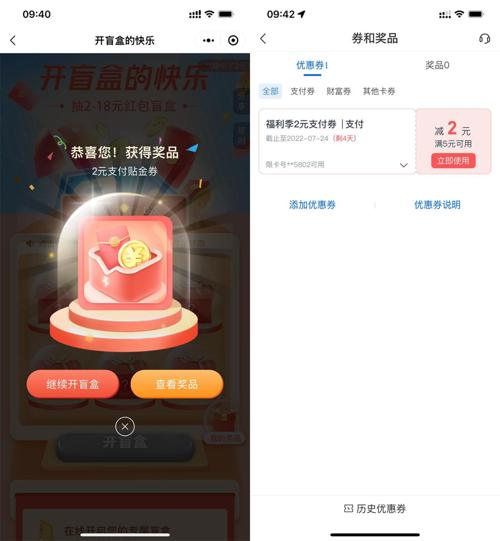 09:40
开盲盒的快乐
开盲盒的快乐
抽2-18元红包盲盒
恭喜您！获得奖品
2元支付贴金券
继续开盲盒
查看奖品
我的奖品
开盲盒
在线开启您的专属盲盒
09:42
券和奖品
优惠券1
奖品0
全部
支付券
财富券
其他卡券
福利季2元支付券 |支付
截止至2022-07-24（剩4天）
限卡号**5802可用
减 2 元
满5元可用
立即使用
添加优惠券
优惠券说明
历史优惠券